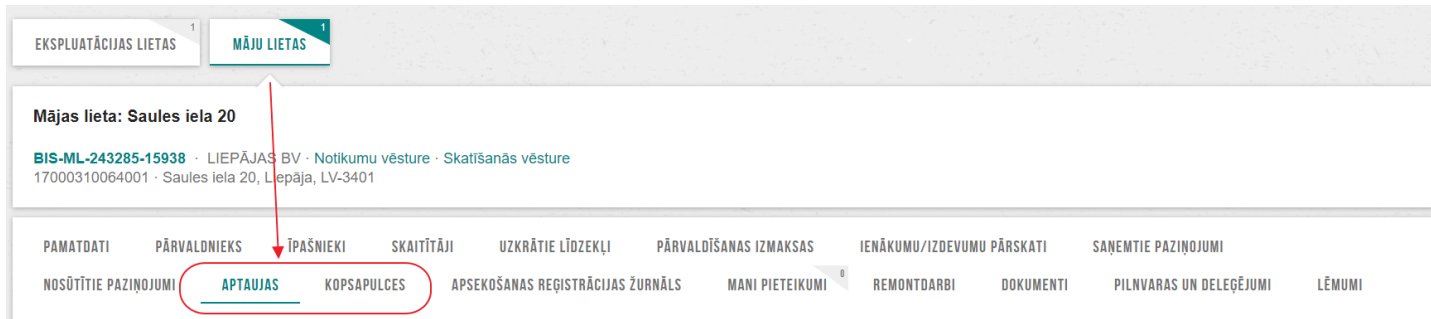 EKSPLUATĀCIJAS LIETAS 1 MĀJU LIETAS 1
Mājas lieta: Saules iela 20
BIS-ML-243285-15938 · LIEPĀJAS BV · Notikumu vēsture · Skatīšanās vēsture
17000310064001 · Saules iela 20, Liepāja, LV-3401
PAMATDATI PĀRVALDNIEKS ĪPAŠNIEKI SKAITĪTĀJI UZKRĀTIE LĪDZEKĻI PĀRVALDĪŠANAS IZMAKSAS IENĀKUMU/IZDEVUMU PĀRSKATI SAŅEMTIE PAZIŅOJUMI
NOSŪTĪTIE PAZIŅOJUMI APTAUJAS KOPSAPULCES APSEKOŠANAS REĢISTRĀCIJAS ŽURNĀLS MANI PIETEIKUMI 0 REMONTDARBI DOKUMENTI PILNVARAS UN DELEĢĒJUMI LĒMUMI